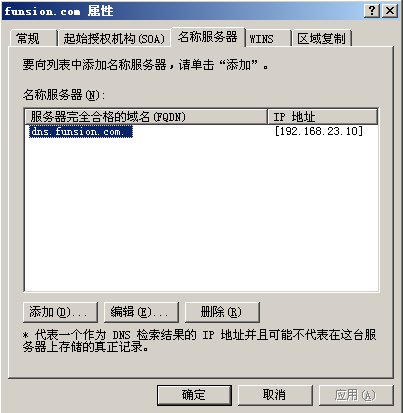 funsion.com 属性
常规 起始授权机构(SOA) 名称服务器 WINS 区域复制
要向列表中添加名称服务器,请单击“添加”。
名称服务器(N):
服务器完全合格的域名(FQDN) IP 地址
dns.funsion.com. [192.168.23.10]
添加(D)... 编辑(E)... 删除(R)
* 代表一个作为 DNS 检索结果的 IP 地址并且可能不代表在这台服
务器上存储的真正记录。
确定 取消 应用(A)